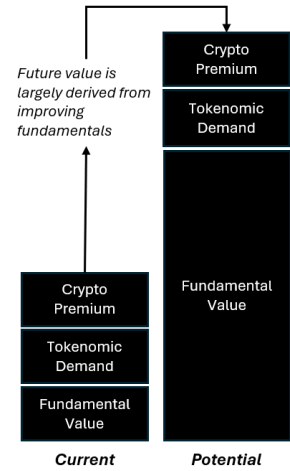 Crypto
Premium
Future value is
largely derived from
improving
fundamentals
Tokenomic
Demand
Fundamental
Value
Crypto
Premium
Tokenomic
Demand
Fundamental
Value
Current
Potential